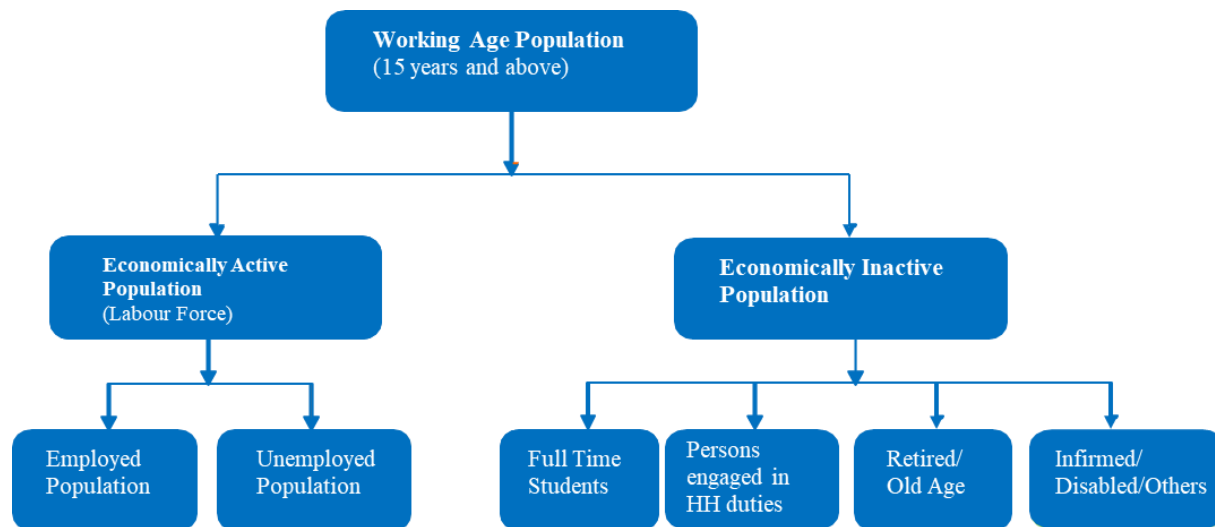 Working Age Population
(15 years and above)
Economically Active
Population
(Labour Force)
Economically Inactive
Population
Employed
Population
Unemployed
Population
Full Time
Students
Persons
engaged in
HH duties
Retired/
Old Age
Infirmed/
Disabled/Others